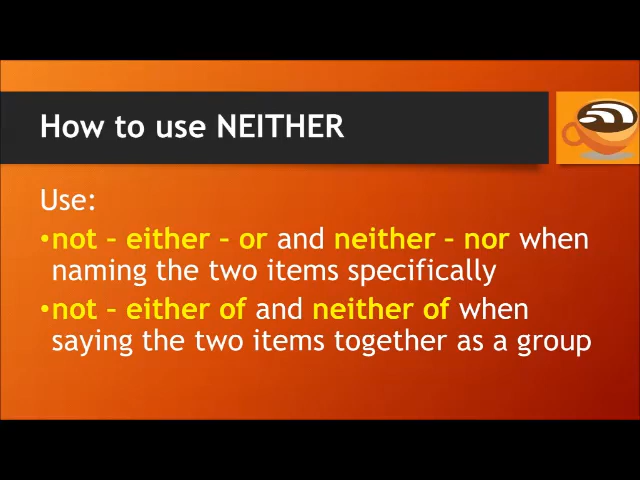 How to use NEITHER
Use:
•not – either – or and neither – nor when
naming the two items specifically
•not – either of and neither of when
saying the two items together as a group